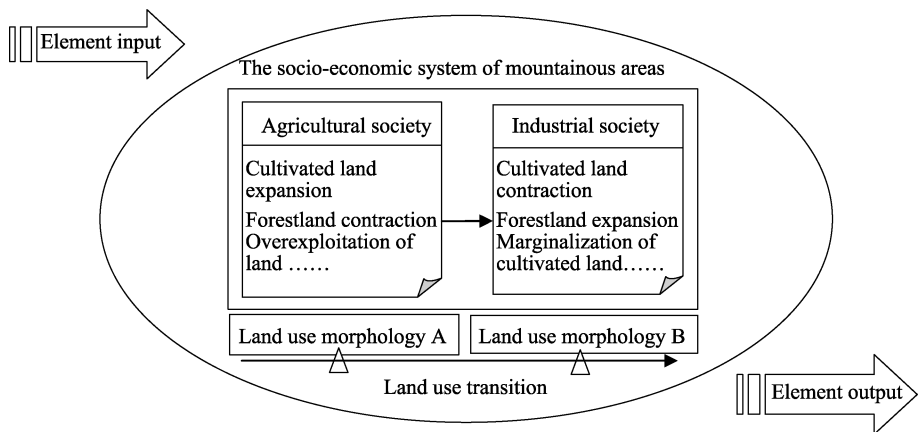 Element input
The socio-economic system of mountainous areas
Agricultural society
Cultivated land
expansion
Forestland contraction
Overexploitation of
land ……
Industrial society
Cultivated land
contraction
Forestland expansion
Marginalization of
cultivated land……
Land use morphology A
Land use morphology B
Land use transition
Element output